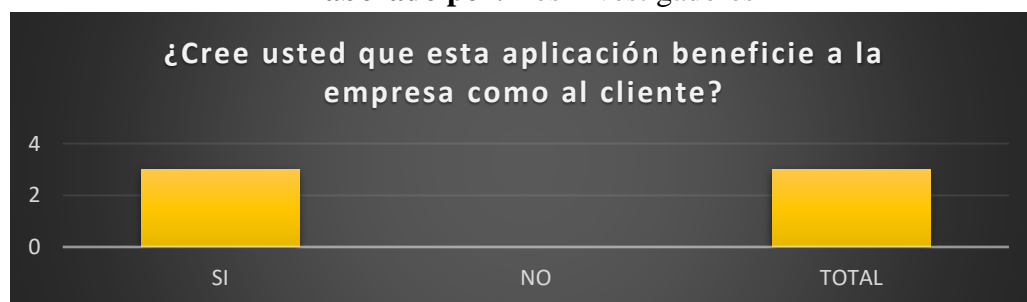 ¿Cree usted que esta aplicación beneficie a la
empresa como al cliente?
4
2
0
SI NO TOTAL